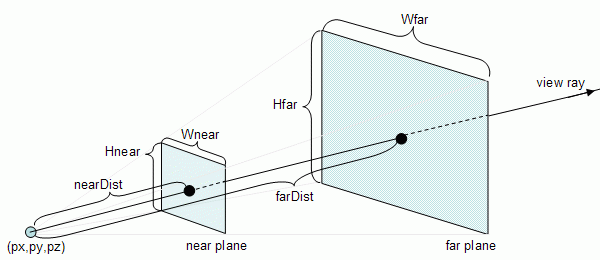 Wfar
view ray
Hfar
Wnear
Hnear
nearDist
farDist
(px,py,pz)
near plane
far plane